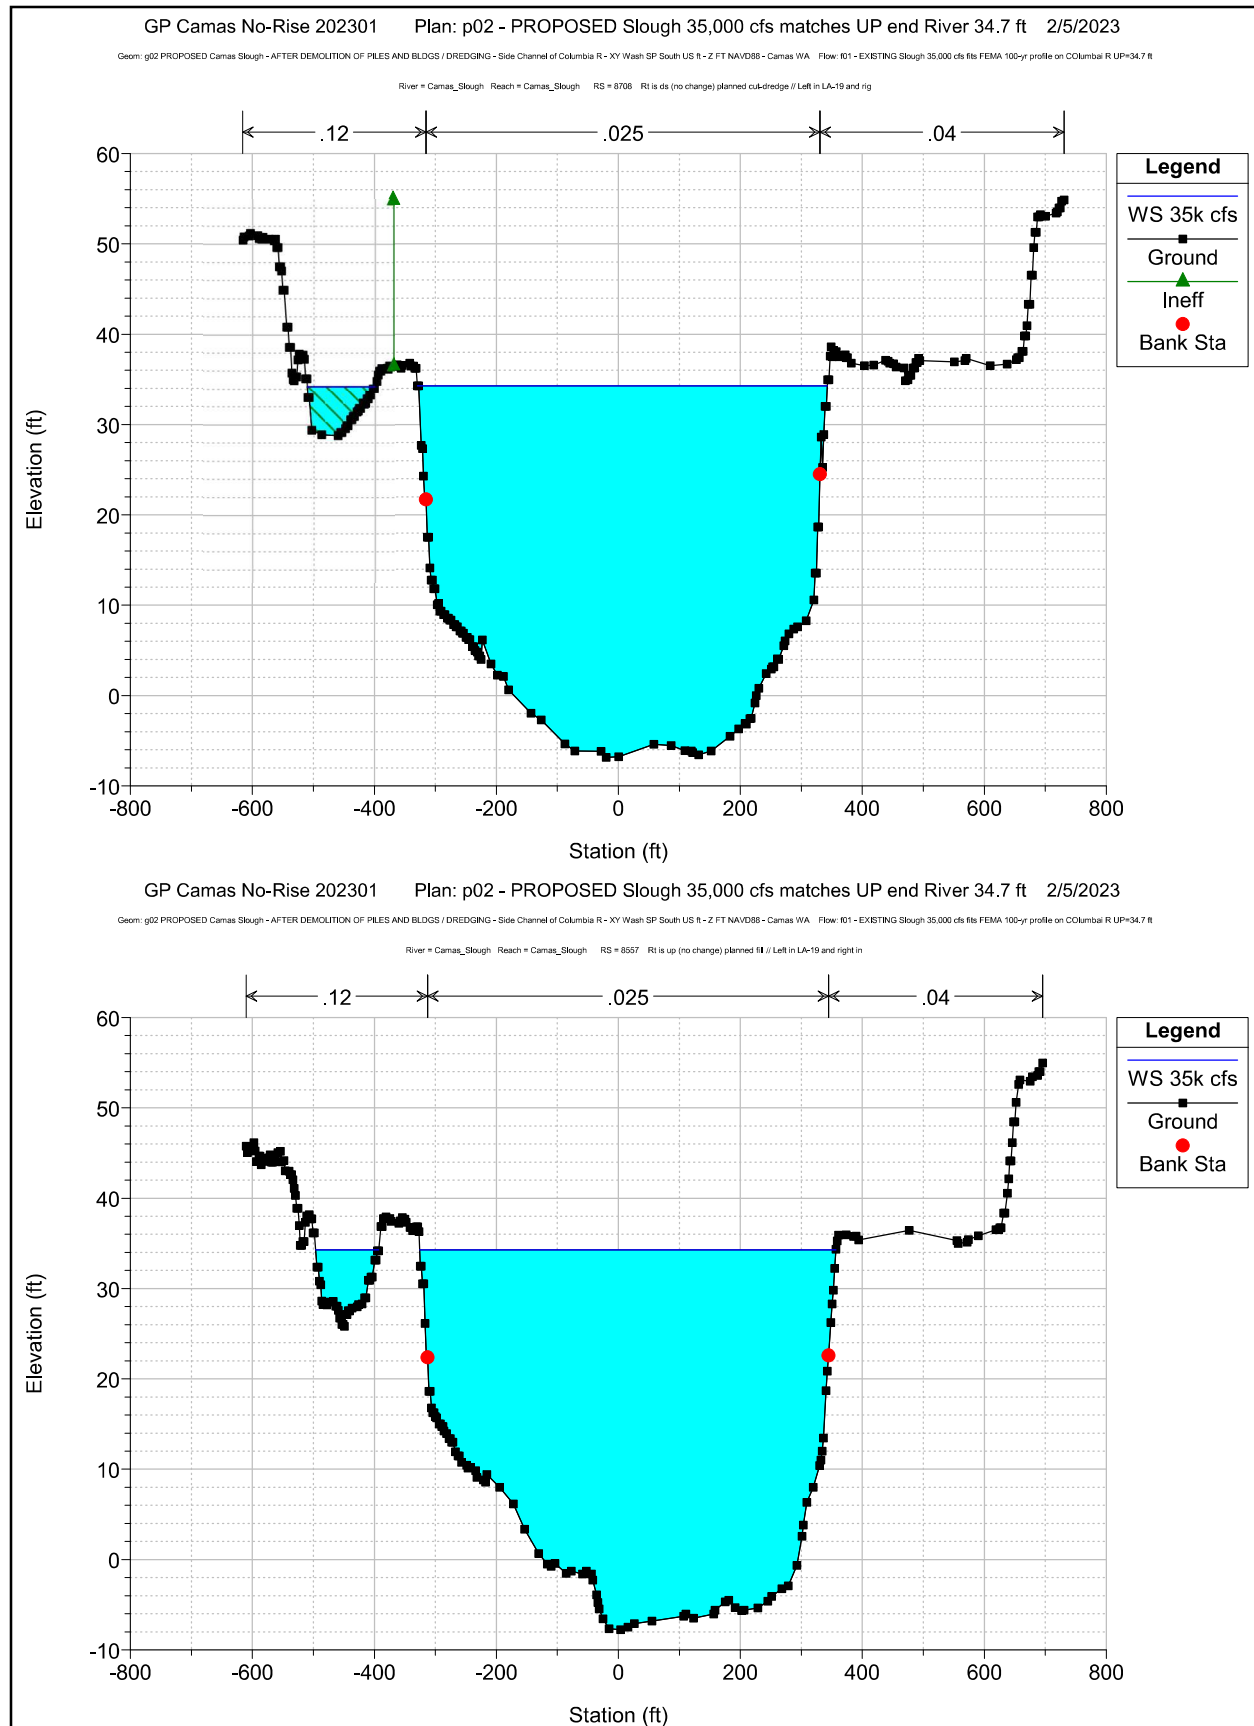 GP Camas No-Rise 202301 Plan: p02 - PROPOSED Slough 35,000 cfs matches UP end River 34.7 ft 2/5/2023
Geom: g02 PROPOSED Camas Slough - AFTER DEMOLITION OF PILES AND BLDGS / DREDGING - Side Channel of Columbia R - XY Wash SP South US ft - Z FT NAVD88 - Camas WA Flow: f01 - EXISTING Slough 35,000 cfs fits FEMA 100-yr profile on COlumbai R UP=34.7 ft
River = Camas_Slough Reach = Camas_Slough RS = 8708 Rt is ds (no change) planned cut-dredge // Left in LA-19 and rig
.12 .025 .04
60
50
40
30
20
10
0
-10
-800 -600 -400 -200 0 200 400 600 800
Station (ft)
Elevation (ft)
Legend
WS 35k cfs
Ground
Ineff
Bank Sta
GP Camas No-Rise 202301 Plan: p02 - PROPOSED Slough 35,000 cfs matches UP end River 34.7 ft 2/5/2023
Geom: g02 PROPOSED Camas Slough - AFTER DEMOLITION OF PILES AND BLDGS / DREDGING - Side Channel of Columbia R - XY Wash SP South US ft - Z FT NAVD88 - Camas WA Flow: f01 - EXISTING Slough 35,000 cfs fits FEMA 100-yr profile on COlumbai R UP=34.7 ft
River = Camas_Slough Reach = Camas_Slough RS = 8557 Rt is up (no change) planned fill // Left in LA-19 and right in
.12 .025 .04
60
50
40
30
20
10
0
-10
-800 -600 -400 -200 0 200 400 600 800
Station (ft)
Elevation (ft)
Legend
WS 35k cfs
Ground
Bank Sta